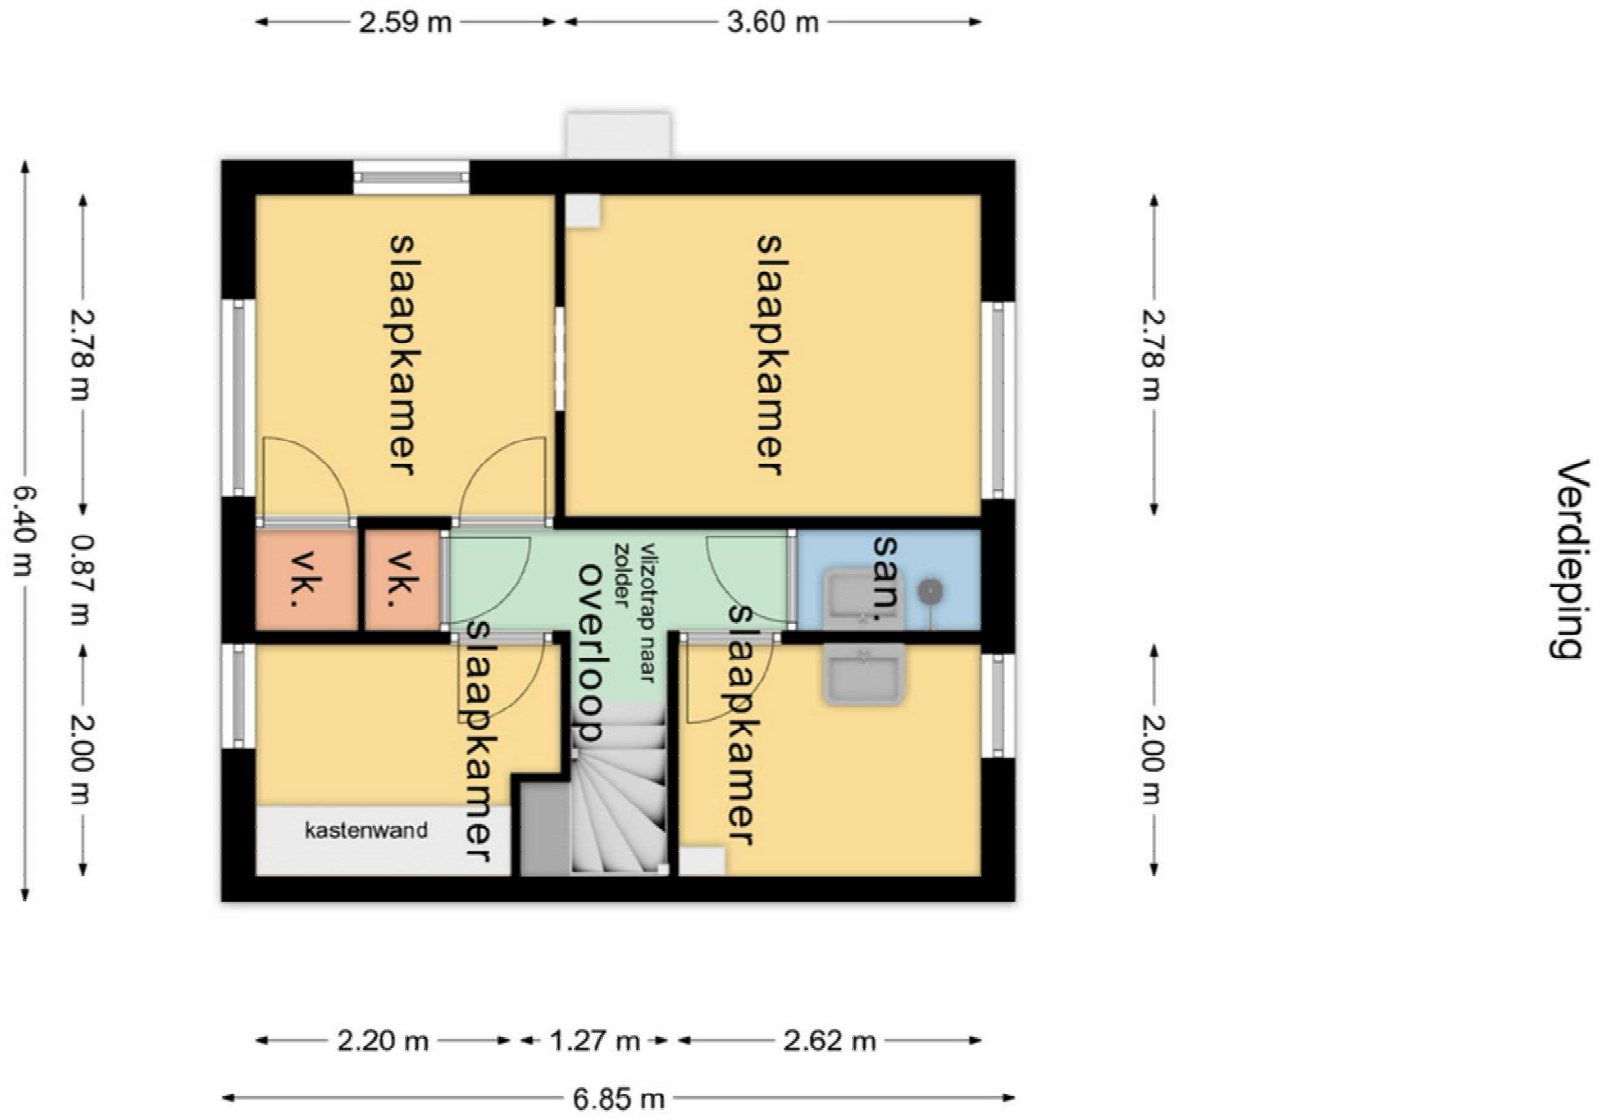 2.59 m
3.60 m
slaapkamer
slaapkamer
2.78 m
2.78 m
6.40 m
0.87 m
vk.
vk.
vlizotrap naar
zolder
overloop
san.
slaapkamer
slaapkamer
2.00 m
2.00 m
kastenwand
Verdieping
2.20 m
1.27 m
2.62 m
6.85 m